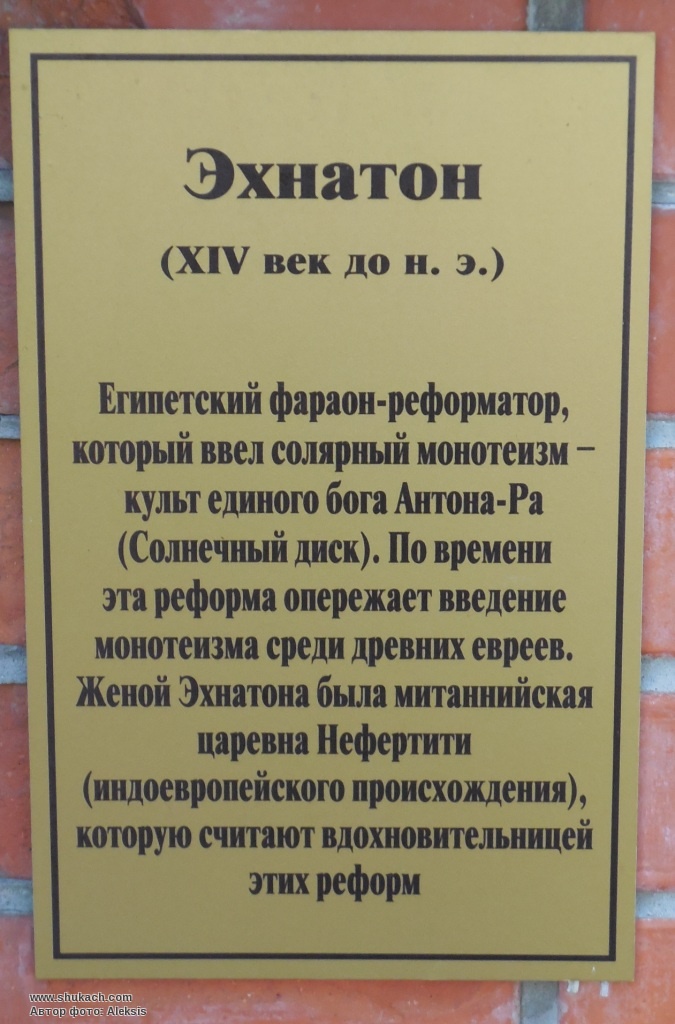 Эхнатон
(XIV век до н. э.)
Египетский фараон-реформатор,
который ввел солярный монотеизм –
культ единого бога Антона-Ра
(Солнечный диск). По времени
эта реформа опережает введение
монотеизма среди древних евреев.
Женой Эхнатона была митаннийская
царевна Нефертити
(индоевропейского происхождения),
которую считают вдохновительницей
этих реформ
www.shukach.com
Автор фото: Aleksis